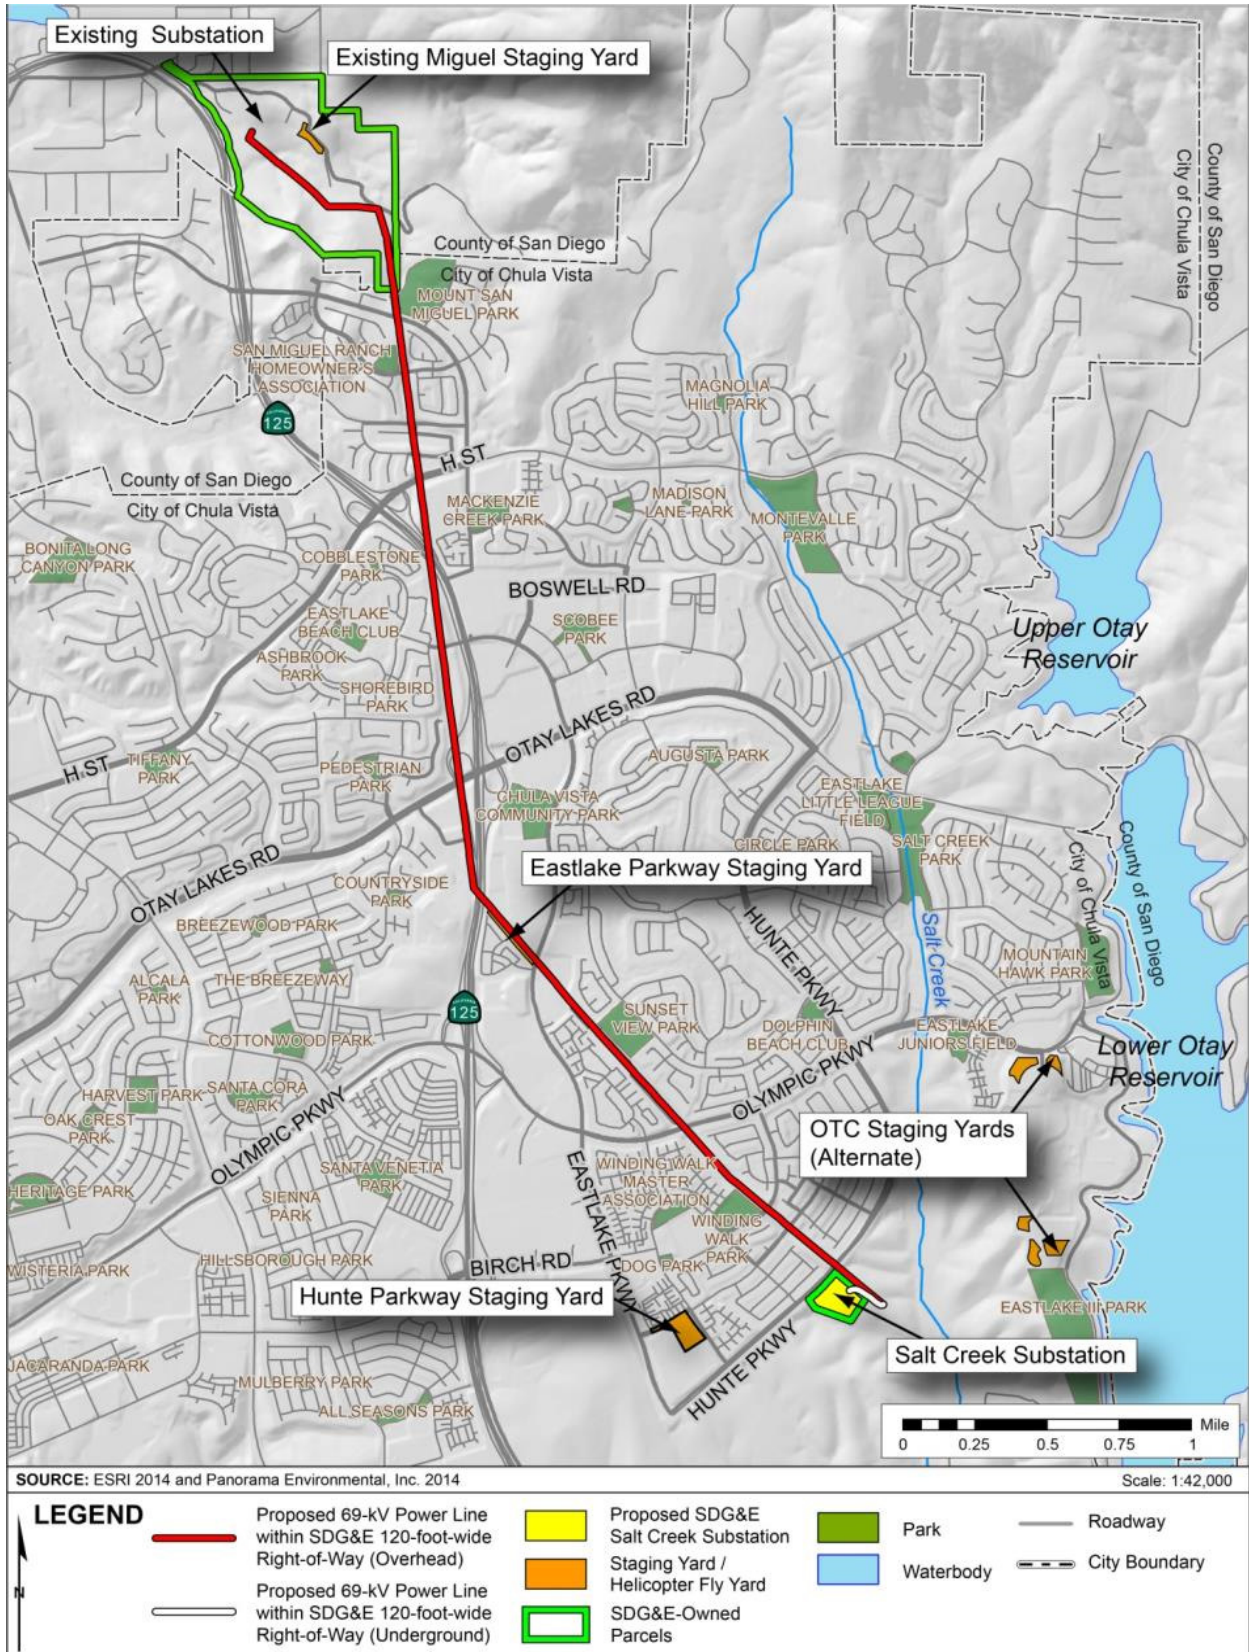 Existing Substation
Existing Miguel Staging Yard
County of San Diego
City of Chula Vista
County of San Diego
City of Chula Vista
MOUNT SAN
MIGUEL PARK
SAN MIGUEL RANCH
HOMEOWNER'S
ASSOCIATION
CALIFORNIA
125
MAGNOLIA
HILL PARK
H ST
County of San Diego
City of Chula Vista
MACKENZIE
CREEK PARK
MADISON
LANE PARK
MONTEVALLE
PARK
BONITA LONG
CANYON PARK
COBBLESTONE
PARK
BOSWELL RD
EASTLAKE
BEACH CLUB
SCOBEE
PARK
ASHBROOK
PARK
Upper Otay
Reservoir
SHOREBIRD
PARK
OTAY LAKES RD
H ST
TIFFANY
PARK
PEDESTRIAN
PARK
AUGUSTA PARK
CHULA VISTA
COMMUNITY PARK
EASTLAKE
LITTLE LEAGUE
FIELD
CIRCLE PARK
SALT CREEK
PARK
Eastlake Parkway Staging Yard
OTAY LAKES RD
COUNTRYSIDE
PARK
BREEZEWOOD PARK
City of Chula Vista
County of San Diego
HUNTE PKWY
Salt Creek
MOUNTAIN
HAWK PARK
ALCALA
PARK
THE BREEZEWAY
CALIFORNIA
125
SUNSET
VIEW PARK
DOLPHIN
BEACH CLUB
EASTLAKE
JUNIORS FIELD
COTTONWOOD PARK
Lower Otay
Reservoir
HARVEST PARK
SANTA CORA
PARK
OLYMPIC PKWY
OAK CREST
PARK
OLYMPIC PKWY
OTC Staging Yards
(Alternate)
HERITAGE PARK
SANTA VENETIA
PARK
EASTLAKE PKWY
WINDING WALK
MASTER
ASSOCIATION
SIENNA
PARK
WINDING
WALK
PARK
WISTERIA PARK
HILLSBOROUGH PARK
BIRCH RD
DOG PARK
Hunte Parkway Staging Yard
EASTLAKE III PARK
HUNTE PKWY
Salt Creek Substation
JACARANDA PARK
MULBERRY PARK
ALL SEASONS PARK
Mile
0 0.25 0.5 0.75 1
SOURCE: ESRI 2014 and Panorama Environmental, Inc. 2014
Scale: 1:42,000
LEGEND
N
Proposed 69-kV Power Line
within SDG&E 120-foot-wide
Right-of-Way (Overhead)
Proposed 69-kV Power Line
within SDG&E 120-foot-wide
Right-of-Way (Underground)
Proposed SDG&E
Salt Creek Substation
Staging Yard /
Helicopter Fly Yard
SDG&E-Owned
Parcels
Park
Waterbody
Roadway
City Boundary